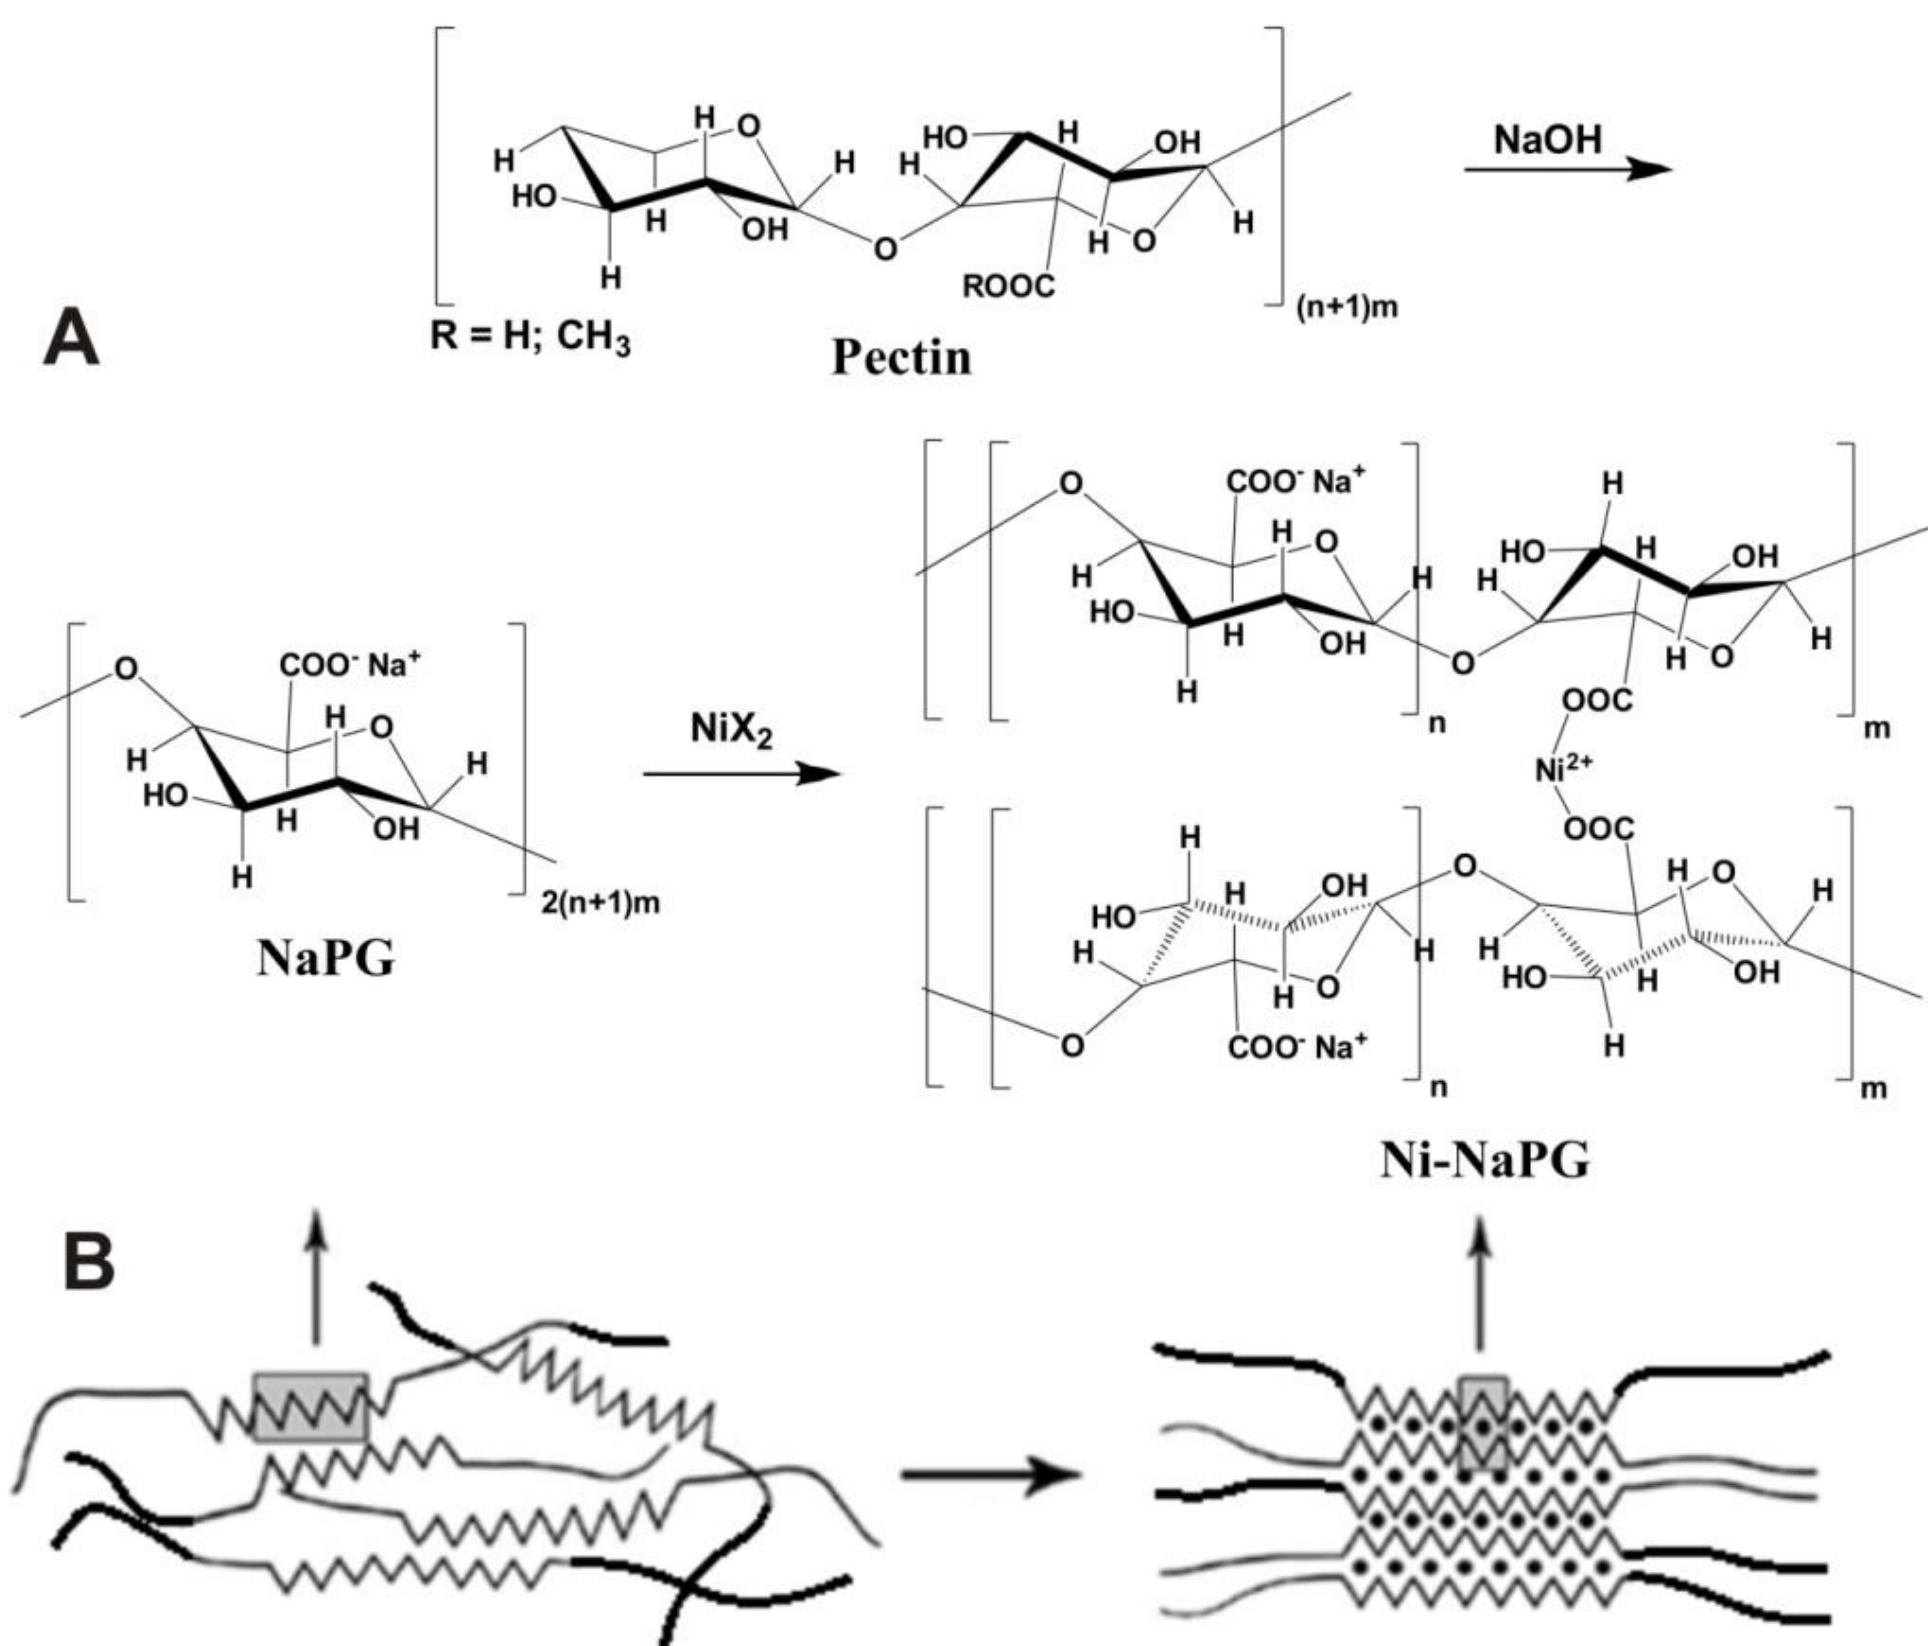 H
O
H
HO
H
OH
H
H
O
HO
H
H
OH
H
O
H
ROOC
(n+1)m
NaOH
A
R = H; CH₃
Pectin
O
COO⁻ Na⁺
H
O
H
HO
H
OH
H
H
2(n+1)m
NaPG
NiX₂
O
COO⁻ Na⁺
H
O
H
HO
H
OH
H
H
n
O
H
HO
H
H
OH
H
O
H
OOC
m
Ni²⁺
OOC
H
HO
H
OH
H
H
H
O
O
COO⁻ Na⁺
n
O
H
O
H
H
HO
H
OH
H
m
Ni-NaPG
B